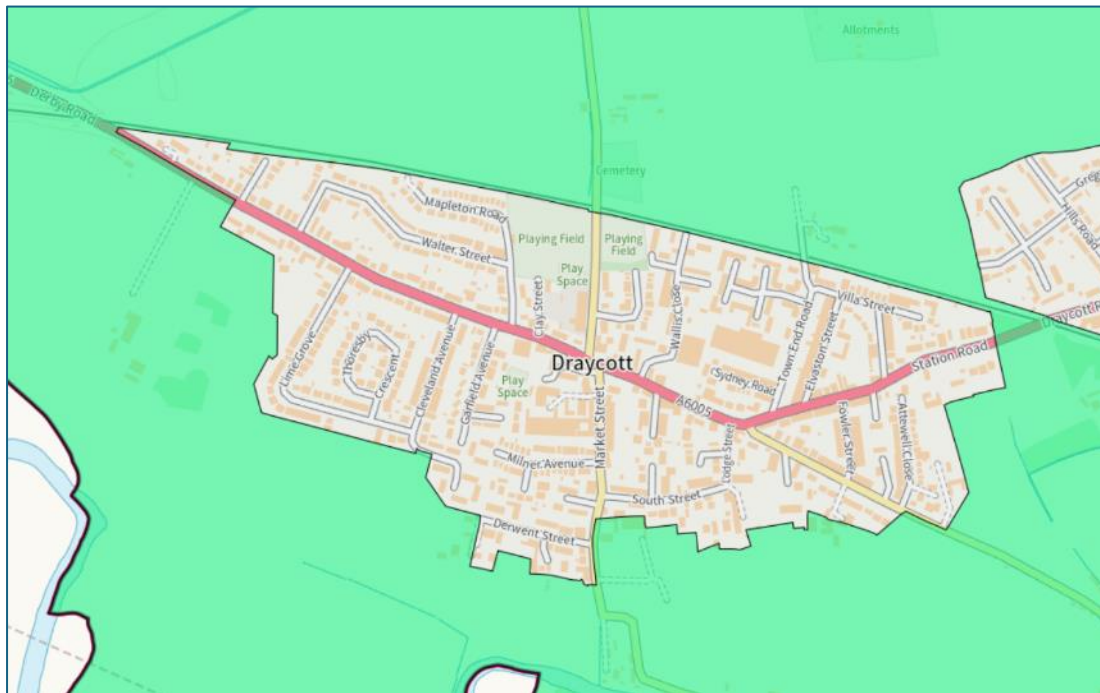 Allotments
Derby Road
Cemetery
Greg
Hills Road
Mapleton Road
Playing Field
Playing
Field
Walter Street
Play
Space
Clay Street
Wallis Close
Villa Street
Draycott R
Station Road
Town End Road
Elvaston Street
Lime Grove
Thoresby
Crescent
Cleveland Avenue
Garfield Avenue
Draycott
Play
Space
Sydney Road
A6005
Market Street
Fowler Street
Attewell Close
Lodge Street
Milner Avenue
South Street
Derwent Street